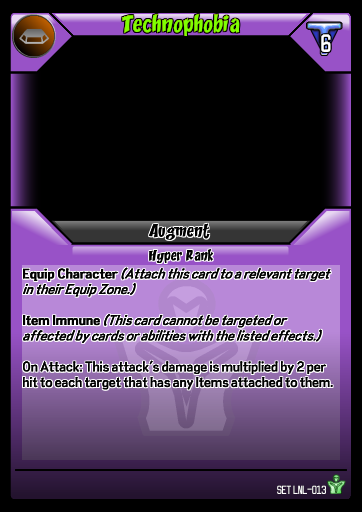 Technophobia
6
Augment
Hyper Rank
Equip Character (Attach this card to a relevant target
in their Equip Zone.)
Item Immune (This card cannot be targeted or
affected by cards or abilities with the listed effects.)
On Attack: This attack's damage is multiplied by 2 per
hit to each target that has any Items attached to them.
SET LNL-013